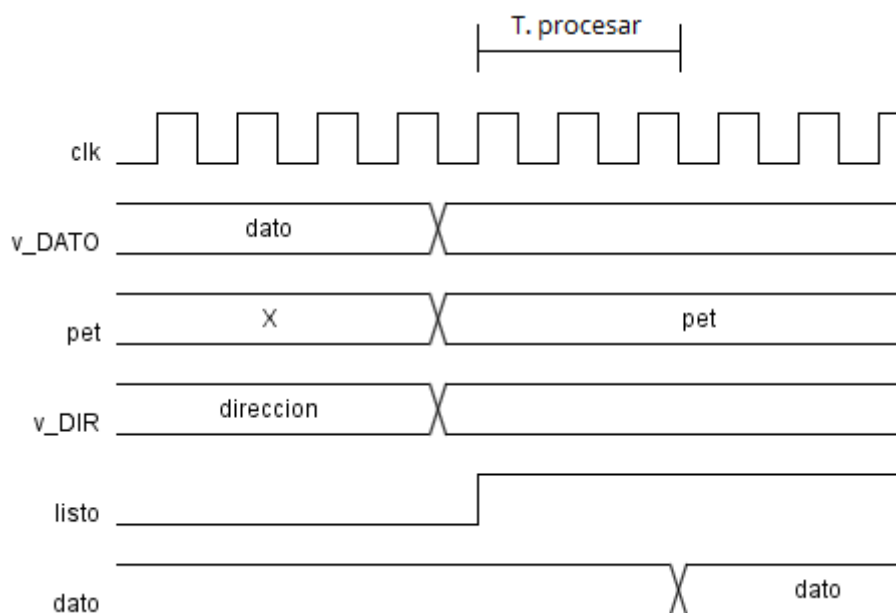 T. procesar
clk
v_DATO
dato
pet
X
pet
v_DIR
direccion
listo
dato
dato